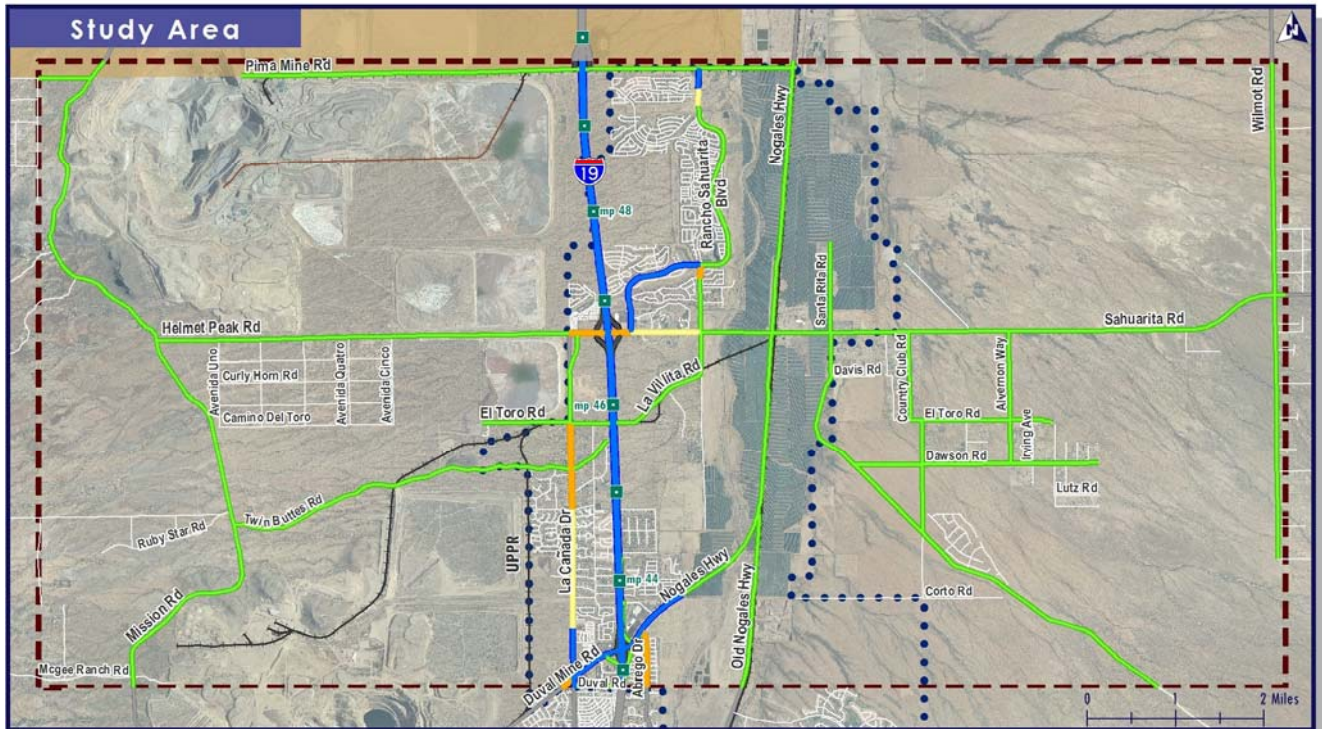 Study Area
N
Pima Mine Rd
Wilmot Rd
Nogales Hwy
19
Rancho Sahuarita
Blvd
mp 48
Santa Rita Rd
Helmet Peak Rd
Sahuarita Rd
Avenida Uno
Curly Horn Rd
Avenida Quatro
Avenida Cinco
Camino Del Toro
La Villita Rd
Davis Rd
Country Club Rd
Alvernon Way
mp 46
El Toro Rd
El Toro Rd
Irving Ave
Dawson Rd
Lutz Rd
Twin Buttes Rd
Ruby Star Rd
UPPR
La Canada Dr
mp 44
Nogales Hwy
Old Nogales Hwy
Corto Rd
Mission Rd
Mcgee Ranch Rd
Duval Mine Rd
Duval Rd
Abrego Dr
0 1 2 Miles